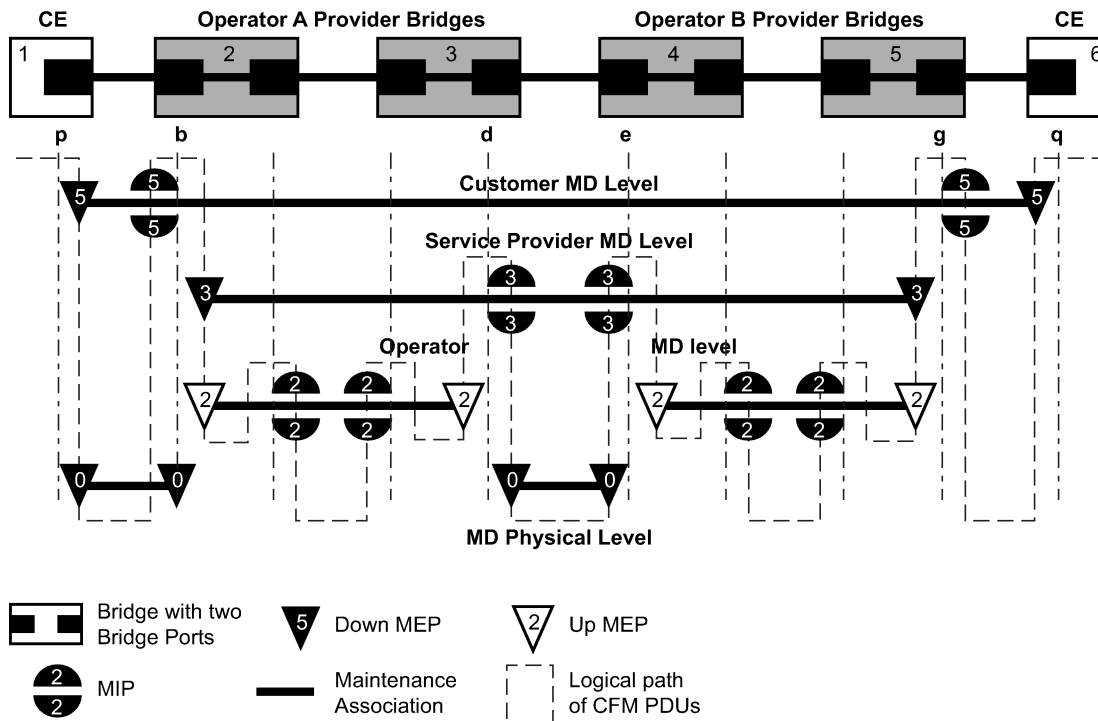 CE Operator A Provider Bridges Operator B Provider Bridges CE
1 2 3 4 5 6
p b d e g q
5 5 5 5
Customer MD Level
5 5
Service Provider MD Level
3 3 3 3
3 3
Operator MD level
2 2 2 2 2 2 2 2
2 2 2 2
0 0 0 0
MD Physical Level
Bridge with two
Bridge Ports
5 Down MEP
2 Up MEP
2
2
MIP
Maintenance
Association
Logical path
of CFM PDUs